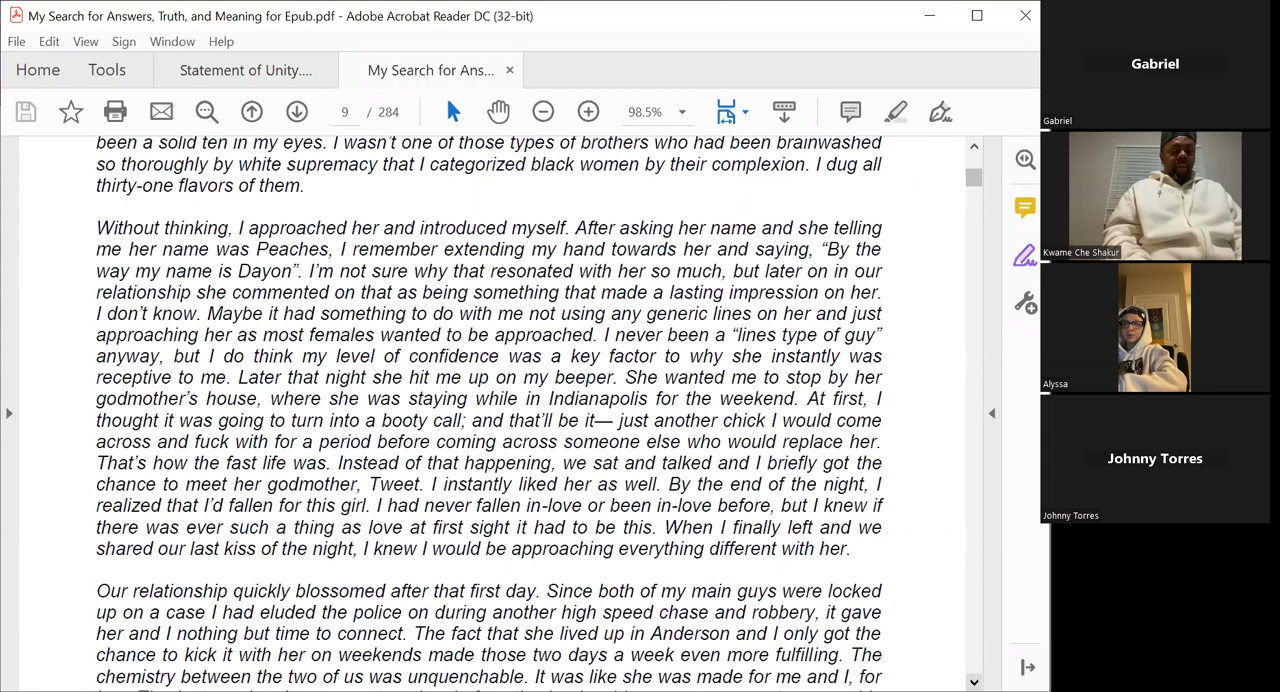 My Search for Answers, Truth, and Meaning for Epub.pdf - Adobe Acrobat Reader DC (32-bit)
File Edit View Sign Window Help
Home Tools Statement of Unity.... My Search for Ans...
9 / 284 98.5%
been a solid ten in my eyes. I wasn't one of those types of brothers who had been brainwashed
so thoroughly by white supremacy that I categorized black women by their complexion. I dug all
thirty-one flavors of them.
Without thinking, I approached her and introduced myself. After asking her name and she telling
me her name was Peaches, I remember extending my hand towards her and saying, “By the
way my name is Dayon”. I'm not sure why that resonated with her so much, but later on in our
relationship she commented on that as being something that made a lasting impression on her.
I don't know. Maybe it had something to do with me not using any generic lines on her and just
approaching her as most females wanted to be approached. I never been a “lines type of guy”
anyway, but I do think my level of confidence was a key factor to why she instantly was
receptive to me. Later that night she hit me up on my beeper. She wanted me to stop by her
godmother's house, where she was staying while in Indianapolis for the weekend. At first, I
thought it was going to turn into a booty call; and that'll be it— just another chick I would come
across and fuck with for a period before coming across someone else who would replace her.
That's how the fast life was. Instead of that happening, we sat and talked and I briefly got the
chance to meet her godmother, Tweet. I instantly liked her as well. By the end of the night, I
realized that I'd fallen for this girl. I had never fallen in-love or been in-love before, but I knew if
there was ever such a thing as love at first sight it had to be this. When I finally left and we
shared our last kiss of the night, I knew I would be approaching everything different with her.
Our relationship quickly blossomed after that first day. Since both of my main guys were locked
up on a case I had eluded the police on during another high speed chase and robbery, it gave
her and I nothing but time to connect. The fact that she lived up in Anderson and I only got the
chance to kick it with her on weekends made those two days a week even more fulfilling. The
chemistry between the two of us was unquenchable. It was like she was made for me and I, for
Gabriel
Gabriel
Kwame Che Shakur
Alyssa
Johnny Torres
Johnny Torres